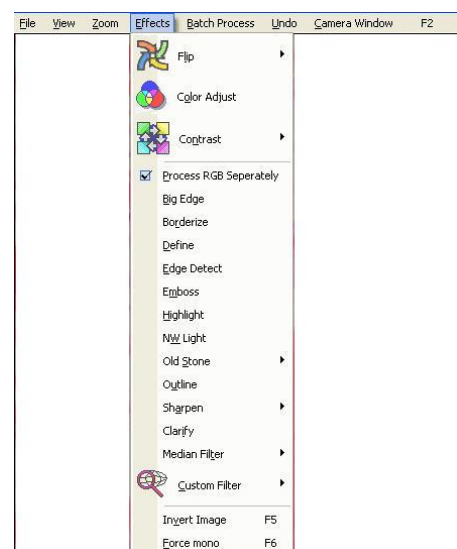 File View Zoom Effects Batch Process Undo Camera Window F2
Flip
Color Adjust
Contrast
Process RGB Seperately
Big Edge
Borderize
Define
Edge Detect
Emboss
Highlight
NW Light
Old Stone
Outline
Sharpen
Clarify
Median Filter
Custom Filter
Invert Image F5
Force mono F6